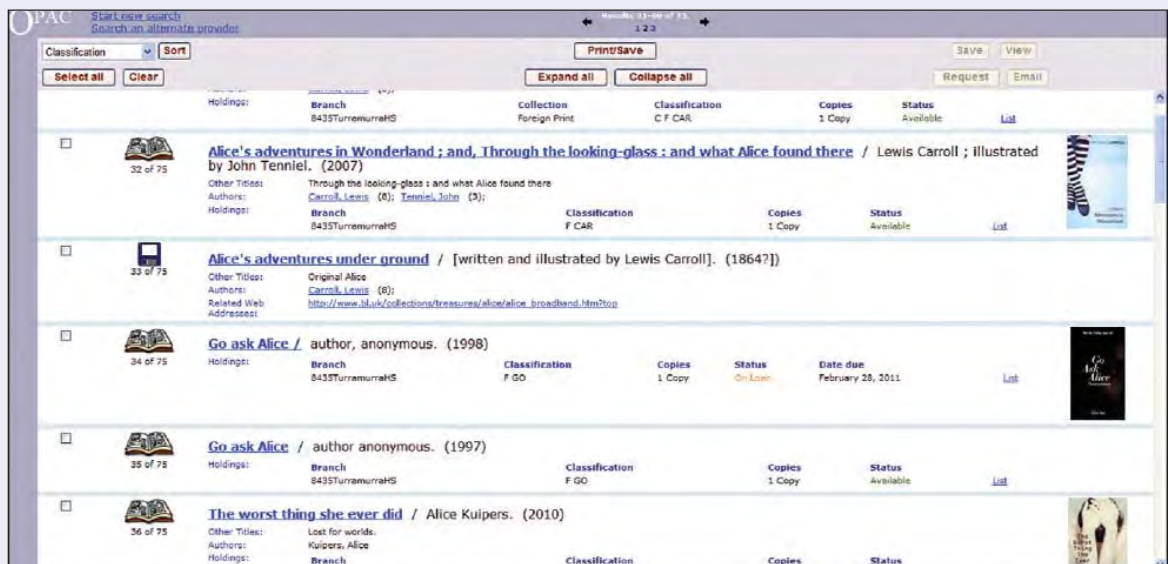 OPAC
Start new search
Search an alternate provider
1 2 3
Classification Sort Print/Save Save View
Select all Clear Expand all Collapse all Request Email
Carroll, Lewis (8);
Holdings: Branch Collection Classification Copies Status
8435TurramurraHS Foreign Print C F CAR 1 Copy Available List
Alice's adventures in Wonderland ; and, Through the looking-glass : and what Alice found there / Lewis Carroll ; illustrated
by John Tenniel. (2007)
32 of 75
Other Titles: Through the looking-glass : and what Alice found there
Authors: Carroll, Lewis (8); Tenniel, John (3);
Holdings: Branch Classification Copies Status
8435TurramurraHS F CAR 1 Copy Available List
Alice's adventures under ground / [written and illustrated by Lewis Carroll]. (1864?])
33 of 75
Other Titles: Original Alice
Authors: Carroll, Lewis (8);
Related Web Addresses: http://www.bl.uk/collections/treasures/alice/alice_broadband.htm?top
Go ask Alice / author, anonymous. (1998)
34 of 75
Holdings: Branch Classification Copies Status Date due
8435TurramurraHS F GO 1 Copy On Loan February 28, 2011 List
Go Ask Alice
Go ask Alice / author anonymous. (1997)
35 of 75
Holdings: Branch Classification Copies Status
8435TurramurraHS F GO 1 Copy Available List
The worst thing she ever did / Alice Kuipers. (2010)
36 of 75
Other Titles: Lost for worlds.
Authors: Kuipers, Alice
Holdings: Branch Classification Copies Status